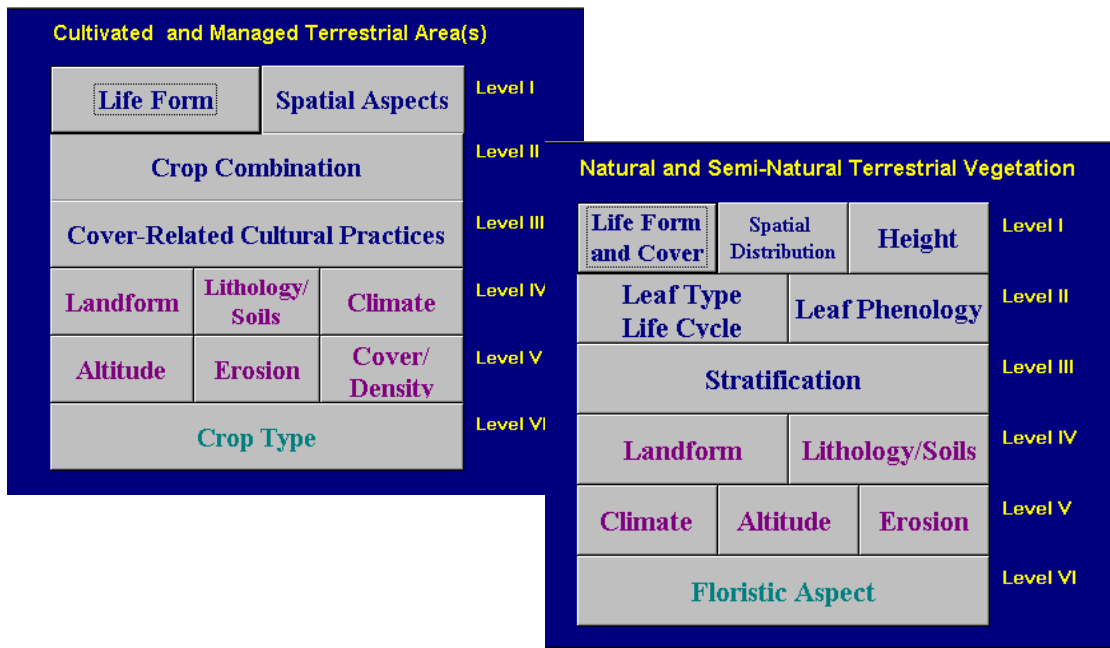 Cultivated and Managed Terrestrial Area(s)
Life Form
Spatial Aspects
Level I
Crop Combination
Level II
Cover-Related Cultural Practices
Level III
Landform
Lithology/
Soils
Climate
Level IV
Altitude
Erosion
Cover/
Density
Level V
Crop Type
Level VI
Natural and Semi-Natural Terrestrial Vegetation
Life Form
and Cover
Spatial
Distribution
Height
Level I
Leaf Type
Life Cycle
Leaf Phenology
Level II
Stratification
Level III
Landform
Lithology/Soils
Level IV
Climate
Altitude
Erosion
Level V
Floristic Aspect
Level VI